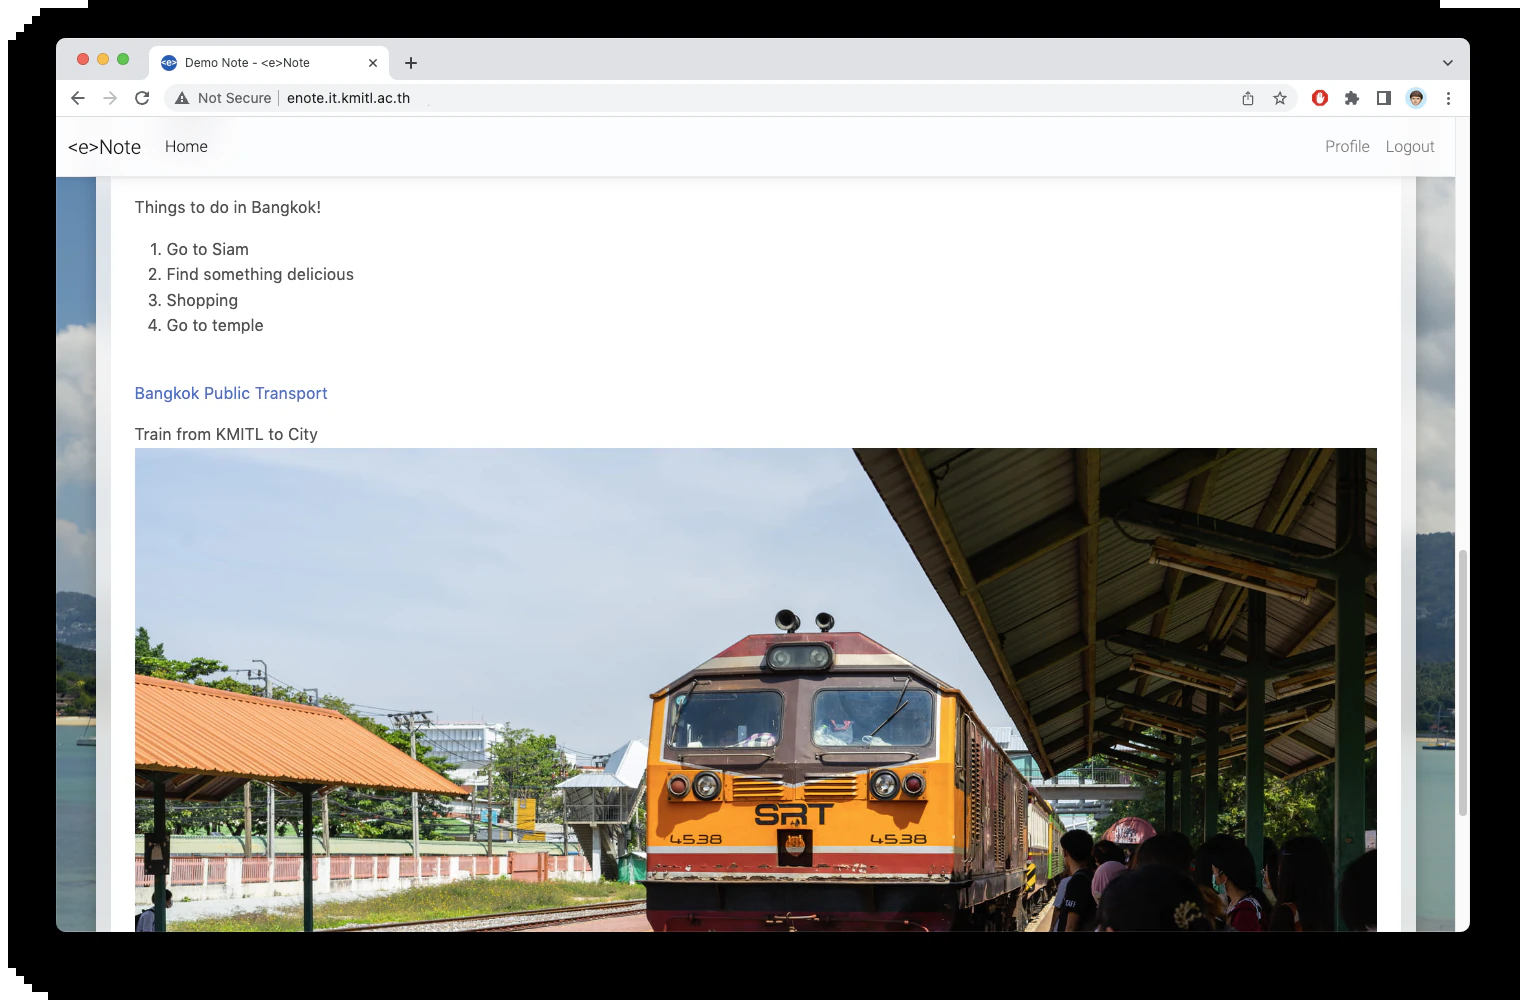 <e> Demo Note - <e>Note
Not Secure enote.it.kmitl.ac.th
<e>Note Home Profile Logout
Things to do in Bangkok!
1. Go to Siam
2. Find something delicious
3. Shopping
4. Go to temple
Bangkok Public Transport
Train from KMITL to City
SRT
4538 4538